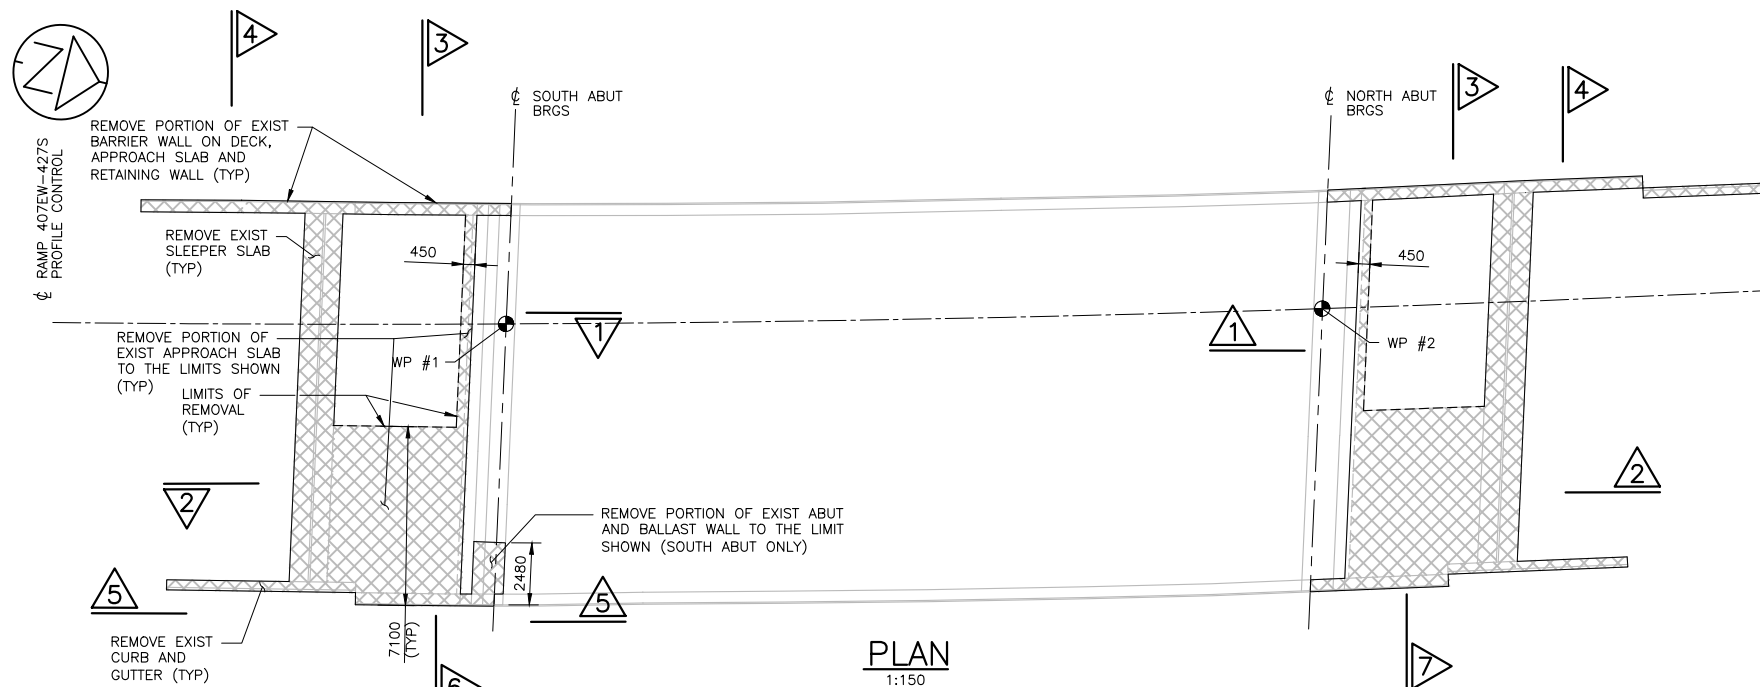 4
3
3
4
N
℄ SOUTH ABUT
BRGS
℄ NORTH ABUT
BRGS
REMOVE PORTION OF EXIST
BARRIER WALL ON DECK,
APPROACH SLAB AND
RETAINING WALL (TYP)
℄ RAMP 407EW-427S
PROFILE CONTROL
REMOVE EXIST
SLEEPER SLAB
(TYP)
450
450
REMOVE PORTION OF
EXIST APPROACH SLAB
TO THE LIMITS SHOWN
(TYP)
WP #1
1
1
WP #2
LIMITS OF
REMOVAL
(TYP)
2
2
REMOVE PORTION OF EXIST ABUT
AND BALLAST WALL TO THE LIMIT
SHOWN (SOUTH ABUT ONLY)
2480
5
5
7100
(TYP)
REMOVE EXIST
CURB AND
GUTTER (TYP)
6
7
PLAN
1:150